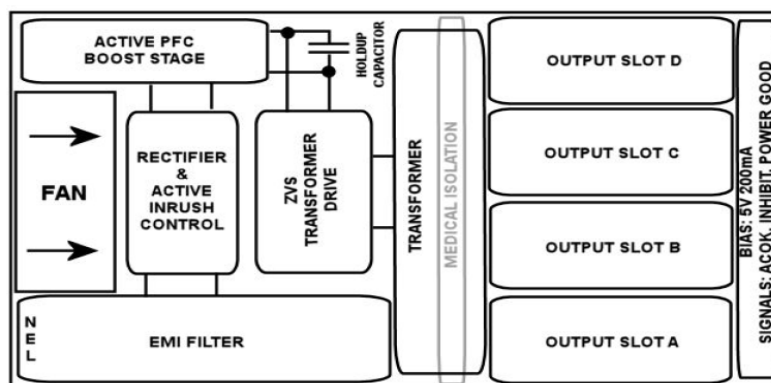 ACTIVE PFC
BOOST STAGE
HOLDUP
CAPACITOR
FAN
RECTIFIER
&
ACTIVE
INRUSH
CONTROL
ZVS
TRANSFORMER
DRIVE
TRANSFORMER
MEDICAL ISOLATION
OUTPUT SLOT D
OUTPUT SLOT C
OUTPUT SLOT B
OUTPUT SLOT A
BIAS: 5V 200mA
SIGNALS: ACOK, INHIBIT, POWER GOOD
NEL
EMI FILTER